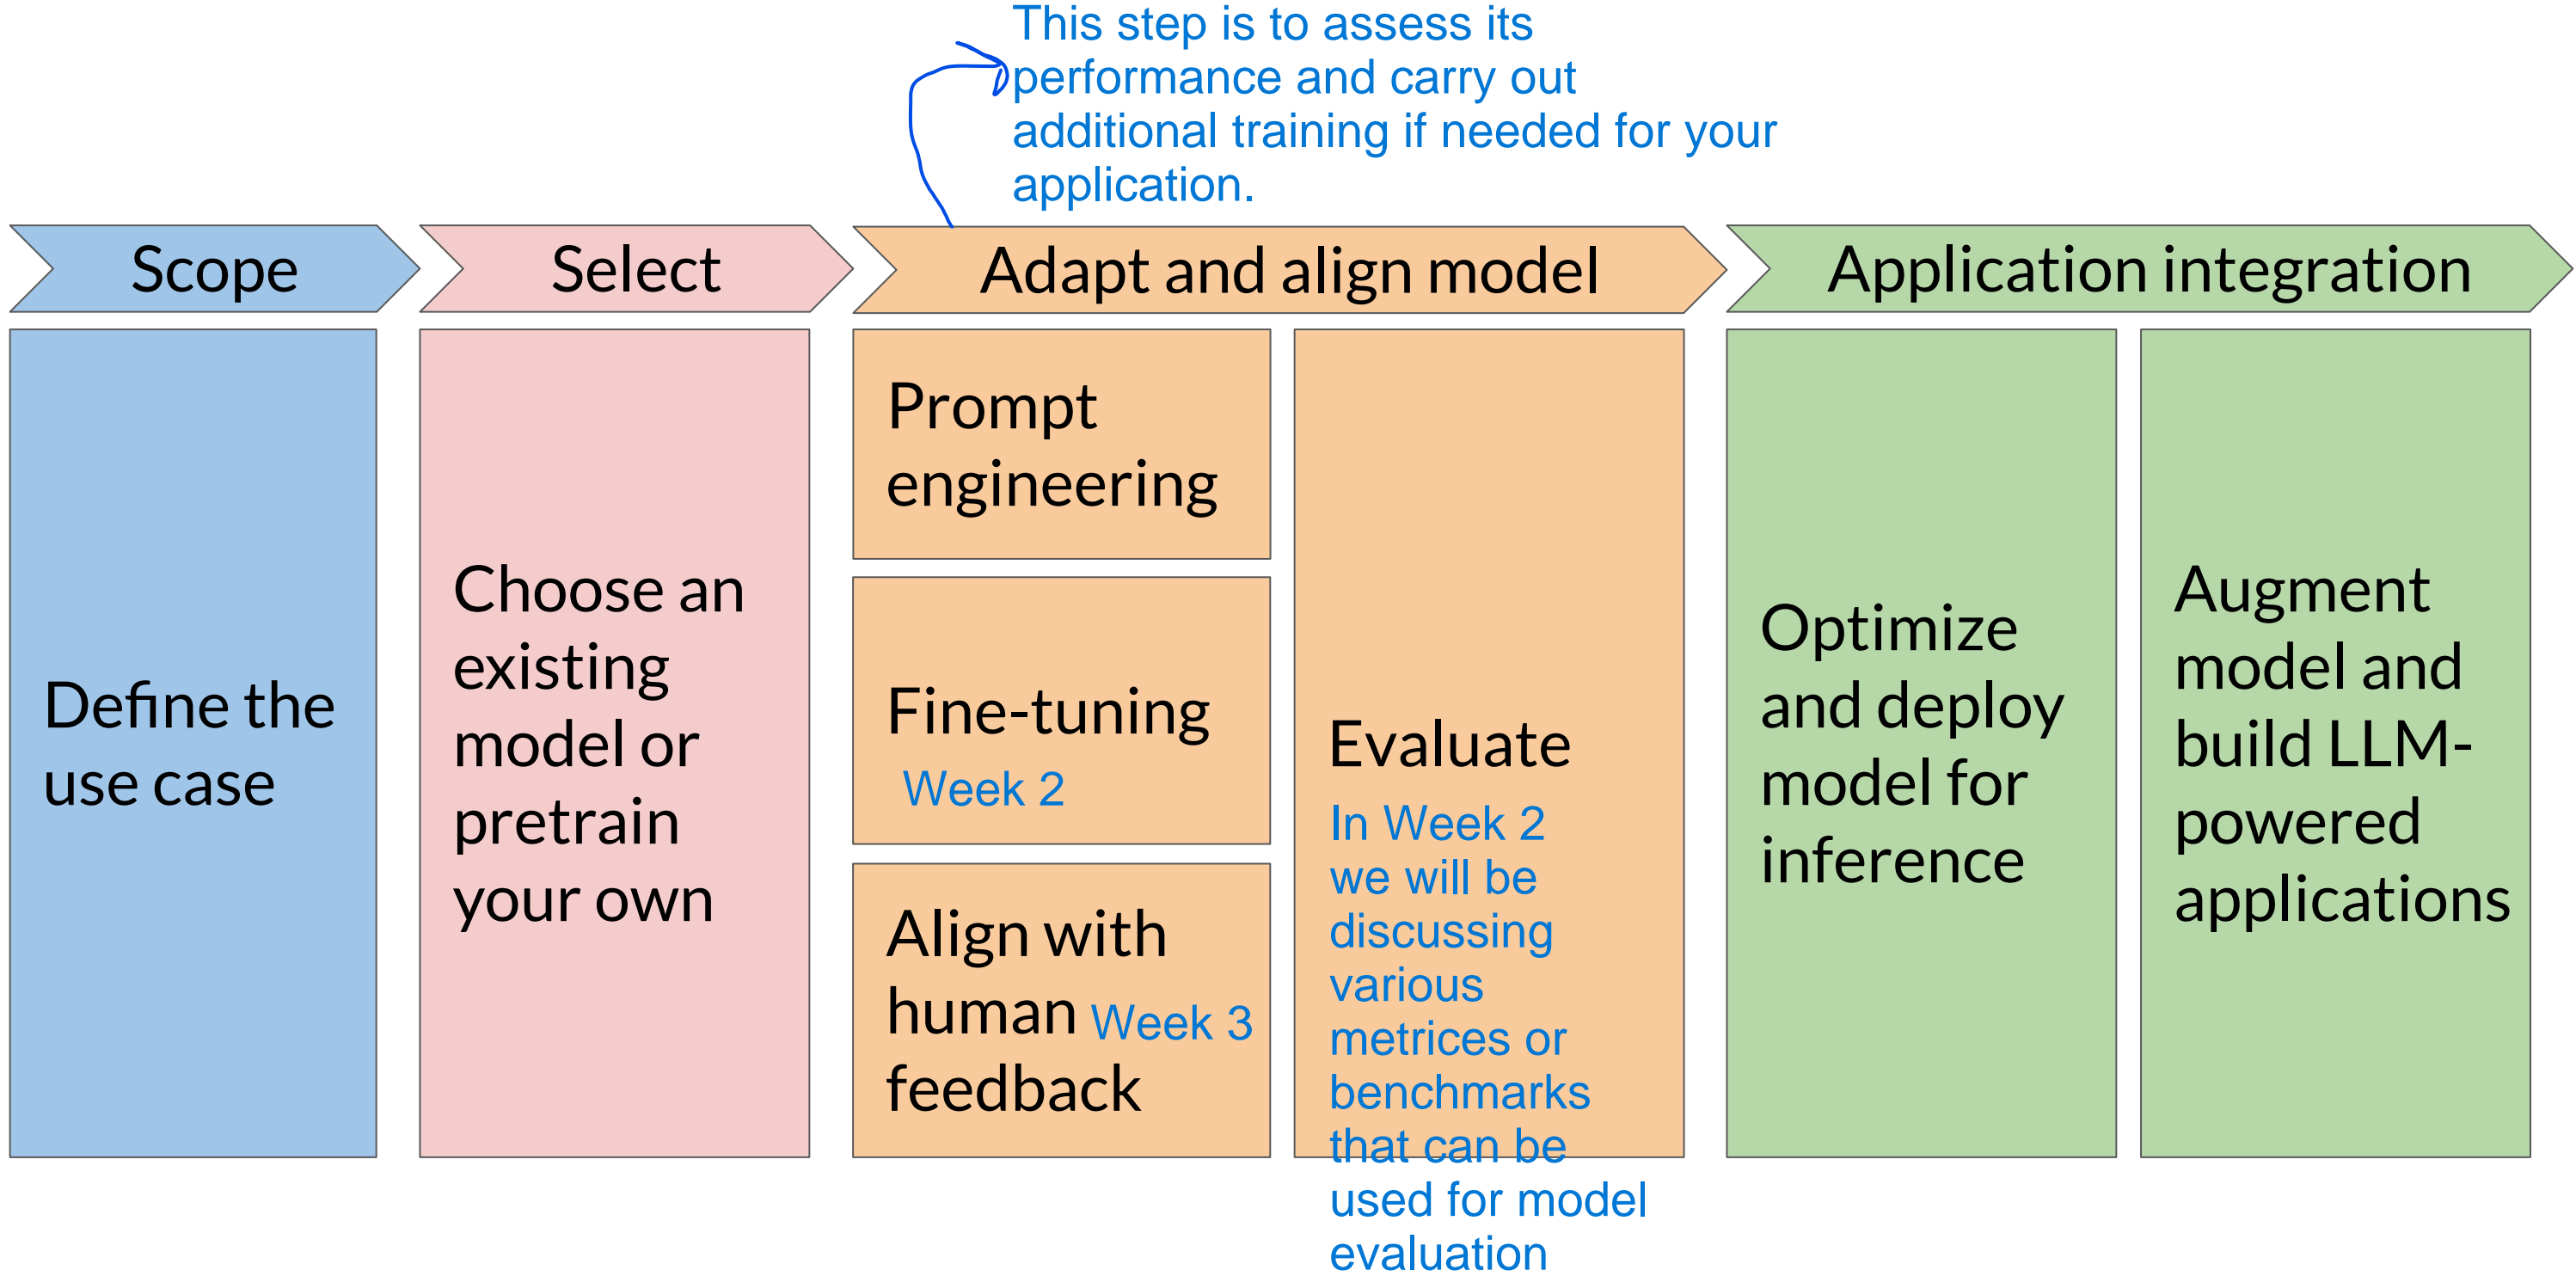 This step is to assess its
performance and carry out
additional training if needed for your
application.
Scope
Select
Adapt and align model
Application integration
Define the
use case
Choose an
existing
model or
pretrain
your own
Prompt
engineering
Fine-tuning
Week 2
Align with
human Week 3
feedback
Evaluate
In Week 2
we will be
discussing
various
metrices or
benchmarks
that can be
used for model
evaluation
Optimize
and deploy
model for
inference
Augment
model and
build LLM-
powered
applications